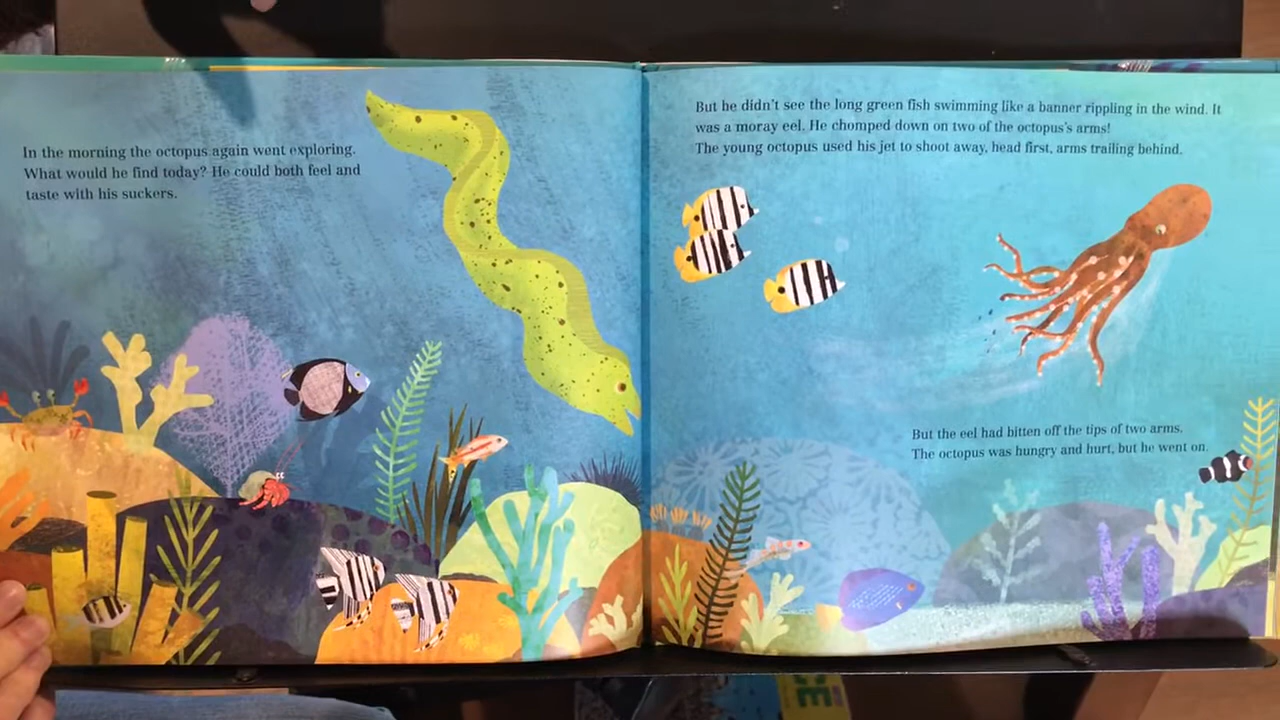 In the morning the octopus again went exploring.
What would he find today? He could both feel and
taste with his suckers.
But he didn't see the long green fish swimming like a banner rippling in the wind. It
was a moray eel. He chomped down on two of the octopus's arms!
The young octopus used his jet to shoot away, head first, arms trailing behind.
But the eel had bitten off the tips of two arms.
The octopus was hungry and hurt, but he went on.